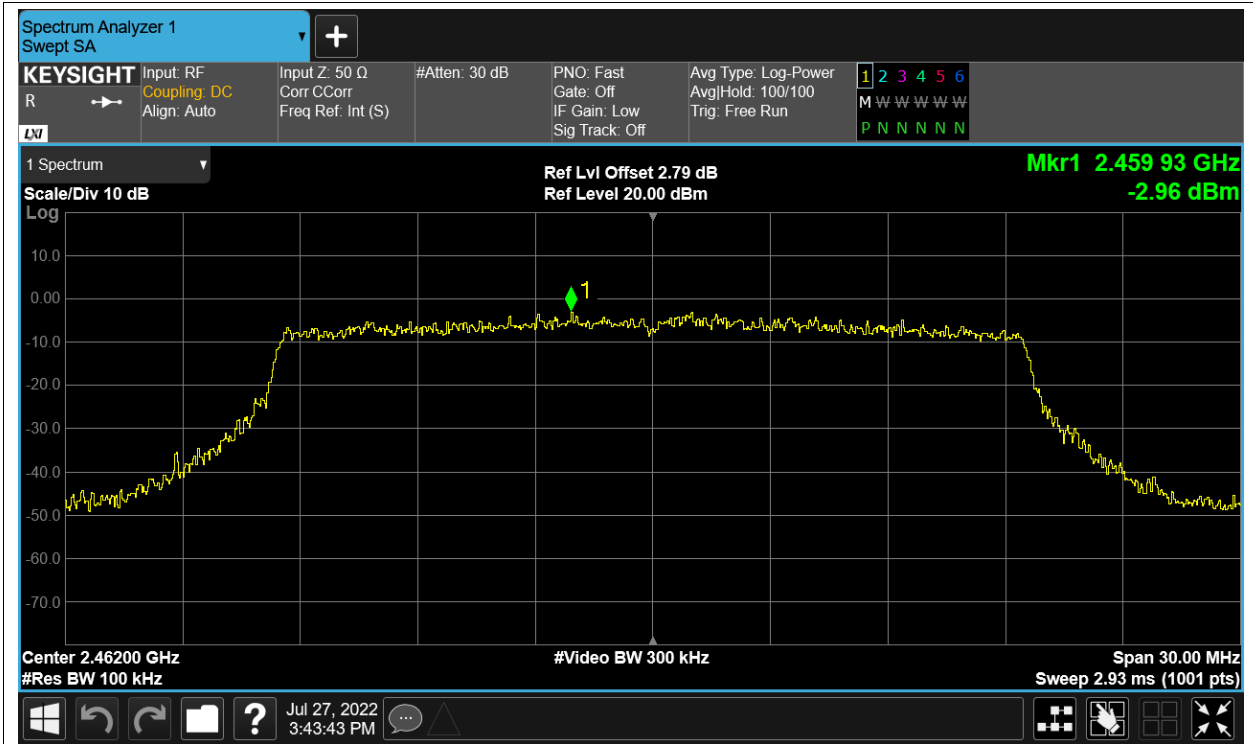 Spectrum Analyzer 1
Swept SA
+
KEYSIGHT
R
LXI
Input: RF
Coupling: DC
Align: Auto
Input Z: 50 Ω
Corr CCorr
Freq Ref: Int (S)
#Atten: 30 dB
PNO: Fast
Gate: Off
IF Gain: Low
Sig Track: Off
Avg Type: Log-Power
Avg|Hold: 100/100
Trig: Free Run
1 2 3 4 5 6
M W W W W W
P N N N N N
1 Spectrum
Scale/Div 10 dB
Ref Lvl Offset 2.79 dB
Ref Level 20.00 dBm
Mkr1 2.459 93 GHz
-2.96 dBm
Log
10.0
0.00
-10.0
-20.0
-30.0
-40.0
-50.0
-60.0
-70.0
1
Center 2.46200 GHz
#Res BW 100 kHz
#Video BW 300 kHz
Span 30.00 MHz
Sweep 2.93 ms (1001 pts)
?
Jul 27, 2022
3:43:43 PM